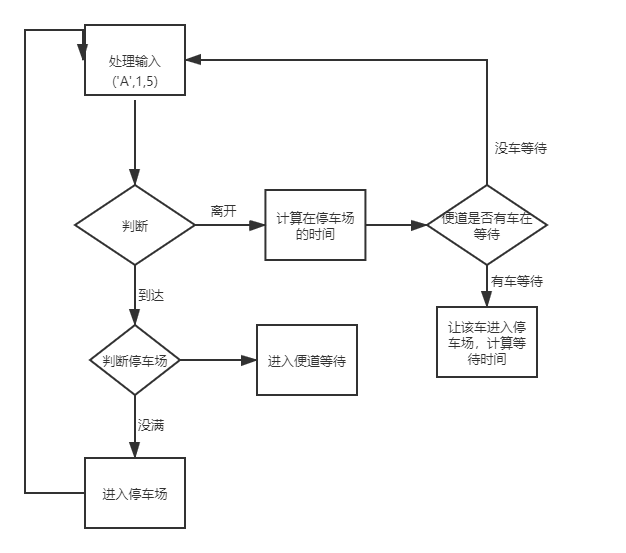 处理输入
('A',1,5)
没车等待
判断
离开
计算在停车场
的时间
便道是否有车在
等待
到达
有车等待
判断停车场
进入便道等待
让该车进入停
车场，计算等
待时间
没满
进入停车场